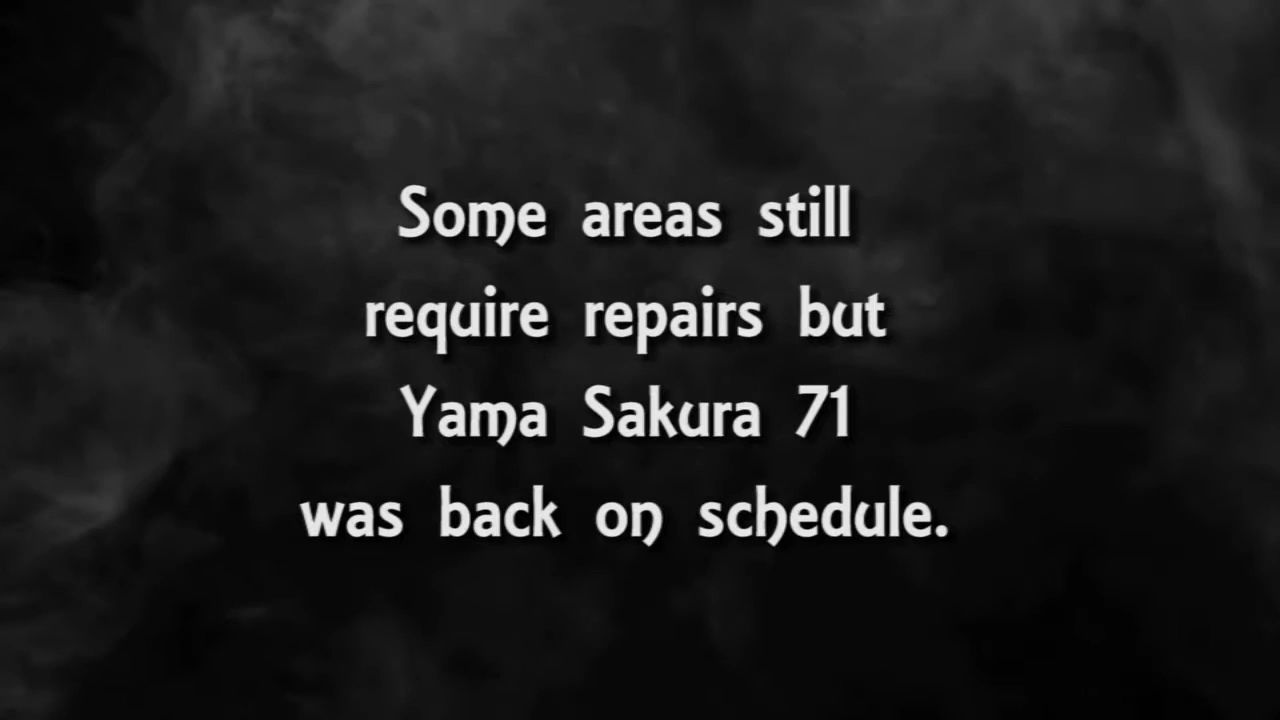 Some areas still
require repairs but
Yama Sakura 71
was back on schedule.